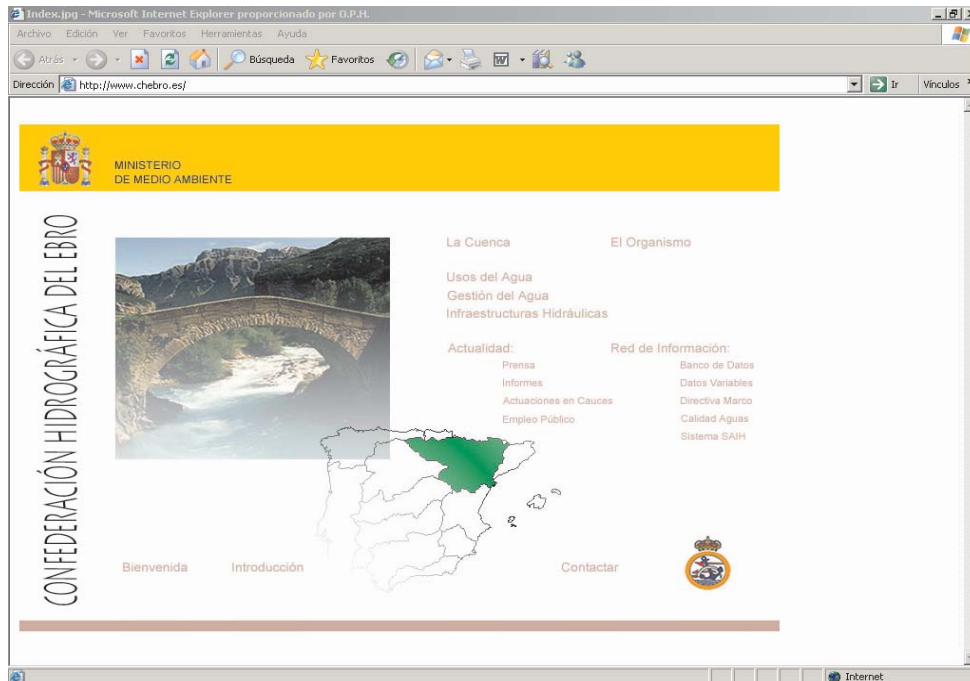 Index.jpg - Microsoft Internet Explorer proporcionado por O.P.H.
Archivo Edición Ver Favoritos Herramientas Ayuda
Atrás Búsqueda Favoritos
Dirección http://www.chebro.es/ Ir Vínculos
MINISTERIO
DE MEDIO AMBIENTE
CONFEDERACIÓN HIDROGRÁFICA DEL EBRO
La Cuenca El Organismo
Usos del Agua
Gestión del Agua
Infraestructuras Hidráulicas
Actualidad: Red de Información:
Prensa Banco de Datos
Informes Datos Variables
Actuaciones en Cauces Directiva Marco
Empleo Público Calidad Aguas
Sistema SAIH
Bienvenida Introducción Contactar
Internet